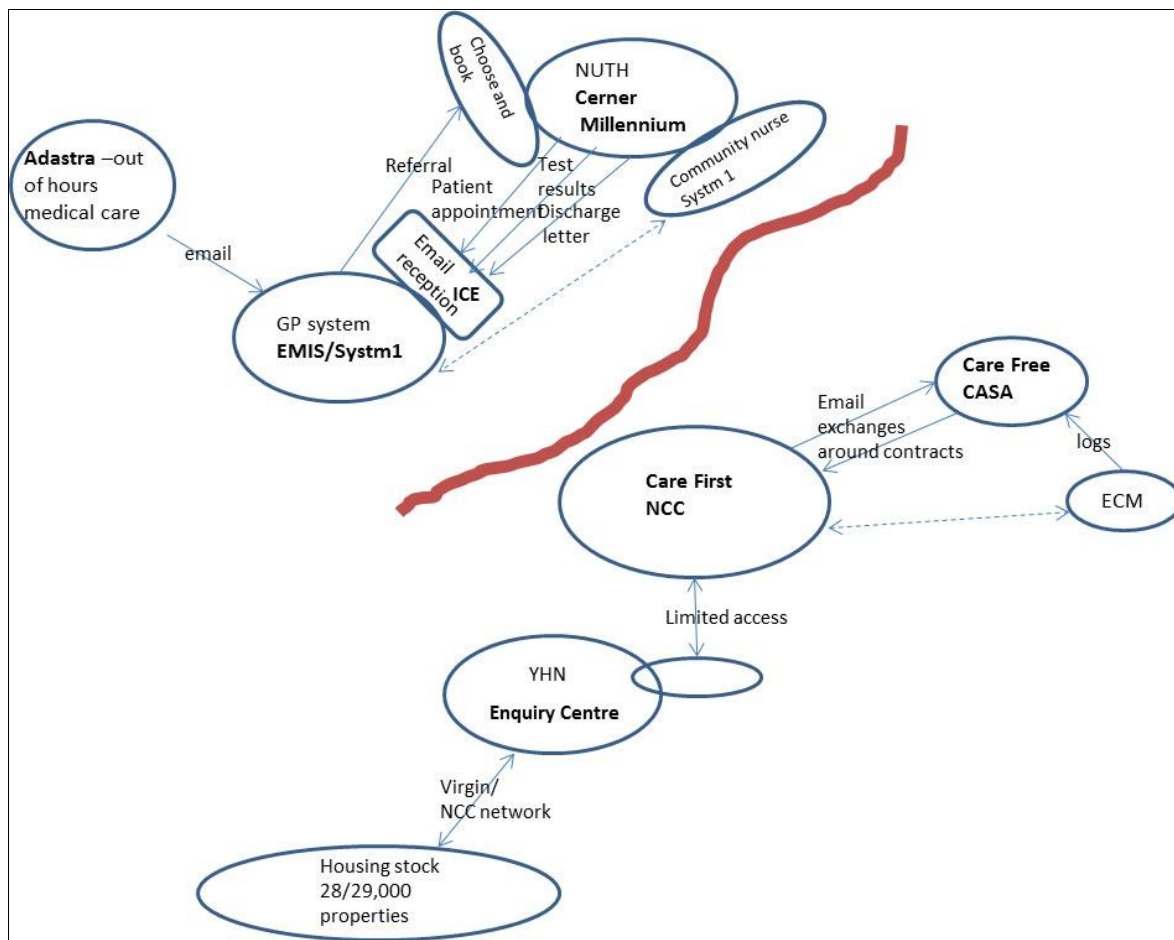 Choose and
book
NUTH
Cerner
Millennium
Community nurse
Systm 1
Adastra –out
of hours
medical care
Referral
Patient
appointment
Test
results
Discharge
letter
email
Email
reception
ICE
GP system
EMIS/Systm1
Care Free
CASA
Email
exchanges
around contracts
logs
Care First
NCC
ECM
Limited access
YHN
Enquiry Centre
Virgin/
NCC network
Housing stock
28/29,000
properties